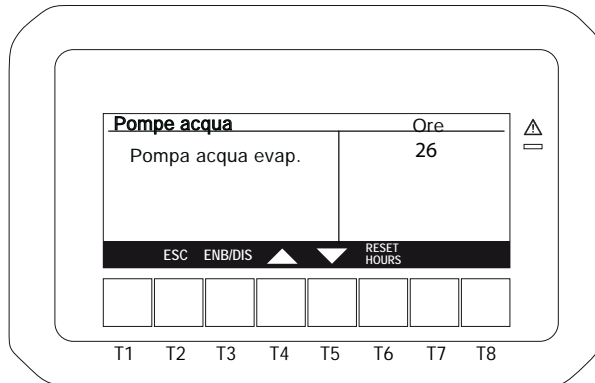 Pompe acqua Ore
Pompa acqua evap. 26
ESC ENB/DIS RESET HOURS
T1 T2 T3 T4 T5 T6 T7 T8